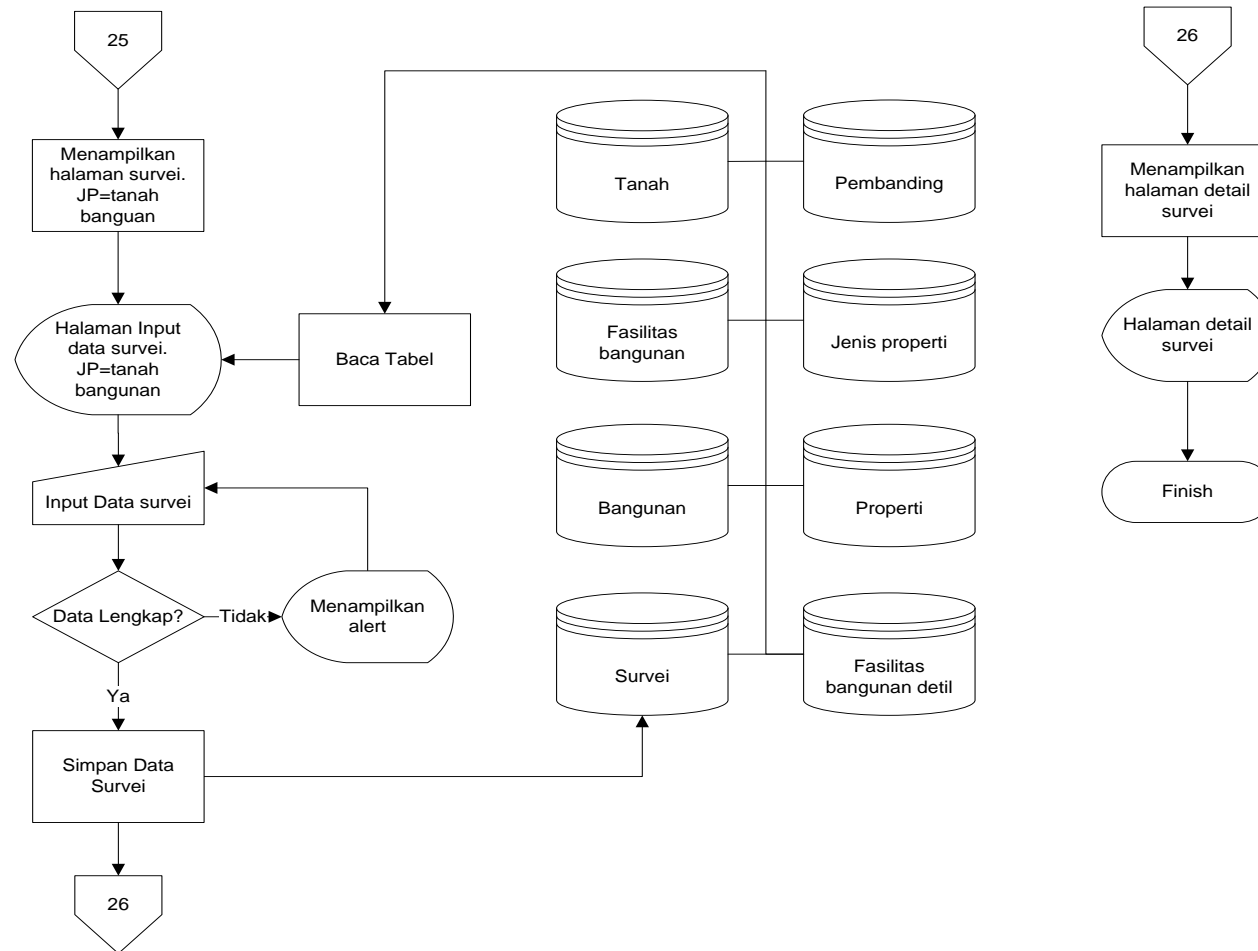 25
Menampilkan
halaman survei.
JP=tanah
banguan
Halaman Input
data survei.
JP=tanah
bangunan
Baca Tabel
Input Data survei
Data Lengkap?
Tidak
Menampilkan
alert
Ya
Simpan Data
Survei
26
Tanah
Pembanding
Fasilitas
bangunan
Jenis properti
Bangunan
Properti
Survei
Fasilitas
bangunan detil
26
Menampilkan
halaman detail
survei
Halaman detail
survei
Finish